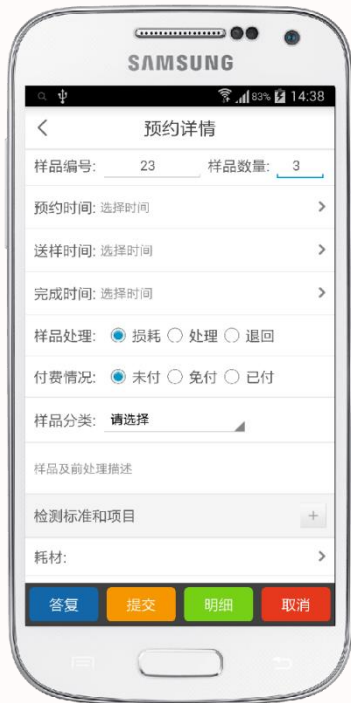 SAMSUNG
83% 14:38
预约详情
样品编号: 23 样品数量: 3
预约时间: 选择时间
送样时间: 选择时间
完成时间: 选择时间
样品处理: 损耗 处理 退回
付费情况: 未付 免付 已付
样品分类: 请选择
样品及前处理描述
检测标准和项目 +
耗材:
答复 提交 明细 取消